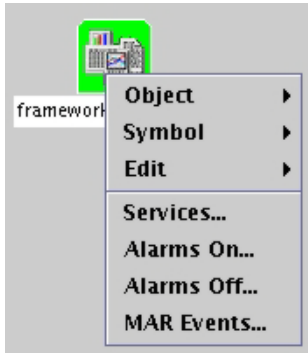 framework
Object
Symbol
Edit
Services...
Alarms On...
Alarms Off...
MAR Events...